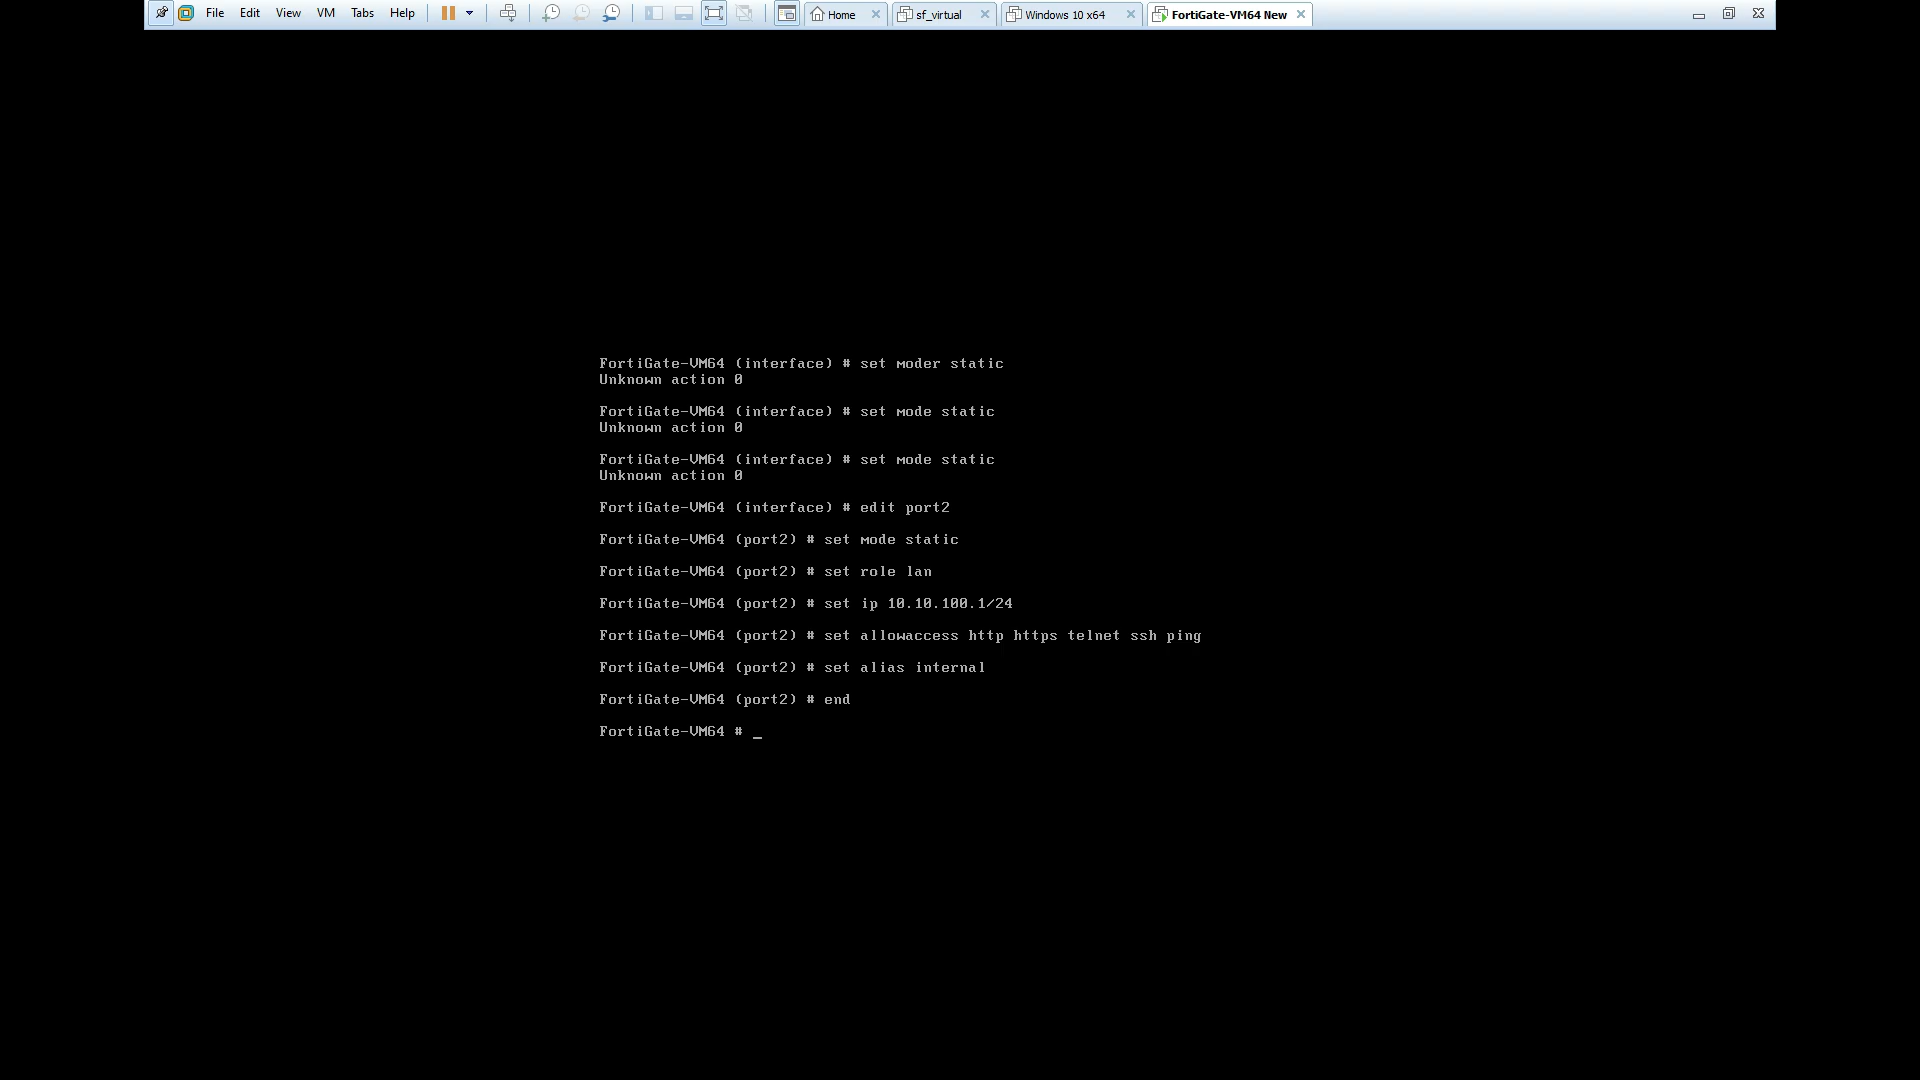 File Edit View VM Tabs Help Home sf_virtual Windows 10 x64 FortiGate-VM64 New
FortiGate-VM64 (interface) # set moder static
Unknown action 0
FortiGate-VM64 (interface) # set mode static
Unknown action 0
FortiGate-VM64 (interface) # set mode static
Unknown action 0
FortiGate-VM64 (interface) # edit port2
FortiGate-VM64 (port2) # set mode static
FortiGate-VM64 (port2) # set role lan
FortiGate-VM64 (port2) # set ip 10.10.100.1/24
FortiGate-VM64 (port2) # set allowaccess http https telnet ssh ping
FortiGate-VM64 (port2) # set alias internal
FortiGate-VM64 (port2) # end
FortiGate-VM64 # _